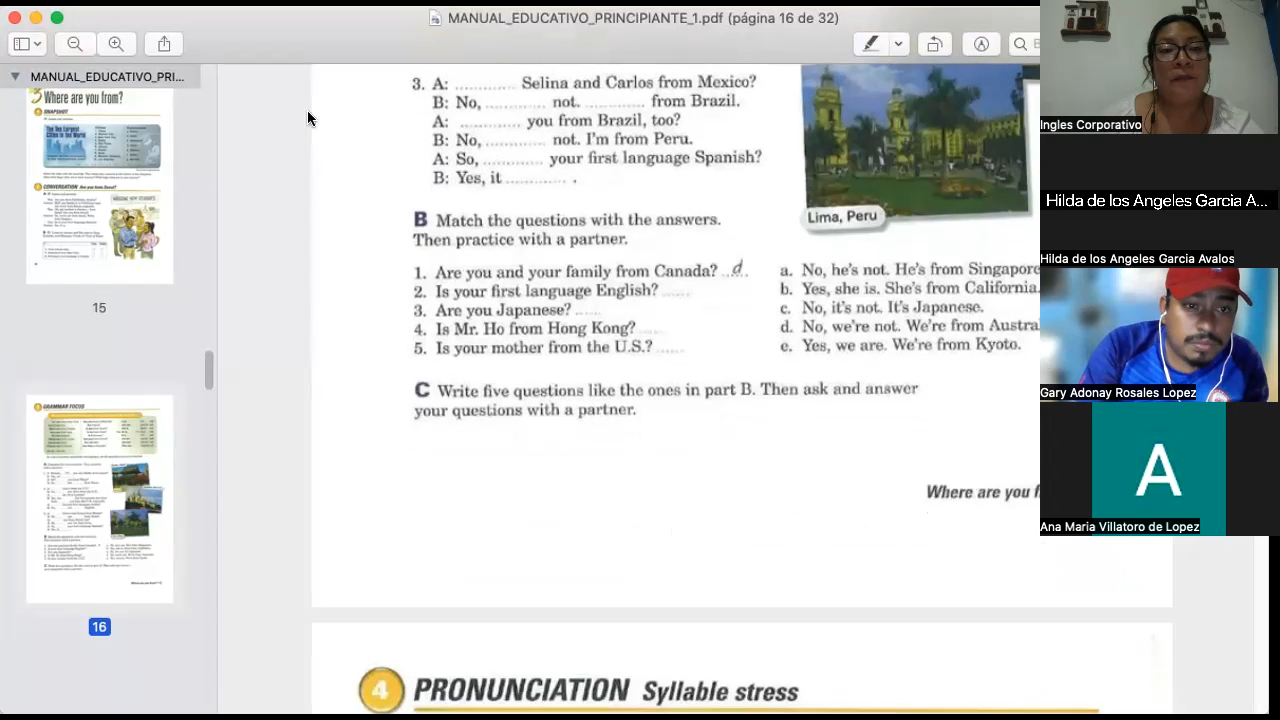 MANUAL_EDUCATIVO_PRINCIPIANTE_1.pdf (página 16 de 32)
MANUAL_EDUCATIVO_PRI...
Where are you from?
SNAPSHOT
CONVERSATION Are you from Seoul?
15
GRAMMAR FOCUS
16
3. A: ............ Selina and Carlos from Mexico?
B: No, ............ not. ............ from Brazil.
A: ............ you from Brazil, too?
B: No, ............ not. I'm from Peru.
A: So, ............ your first language Spanish?
B: Yes, it ............ .
Lima, Peru
B Match the questions with the answers.
Then practice with a partner.
1. Are you and your family from Canada? ..d..
2. Is your first language English? ......
3. Are you Japanese? ......
4. Is Mr. Ho from Hong Kong? ......
5. Is your mother from the U.S.? ......
a. No, he's not. He's from Singapore
b. Yes, she is. She's from California.
c. No, it's not. It's Japanese.
d. No, we're not. We're from Austra
e. Yes, we are. We're from Kyoto.
C Write five questions like the ones in part B. Then ask and answer
your questions with a partner.
Where are you f
4 PRONUNCIATION Syllable stress
Ingles Corporativo
Hilda de los Angeles Garcia A...
Hilda de los Angeles Garcia Avalos
Gary Adonay Rosales Lopez
A
Ana Maria Villatoro de Lopez